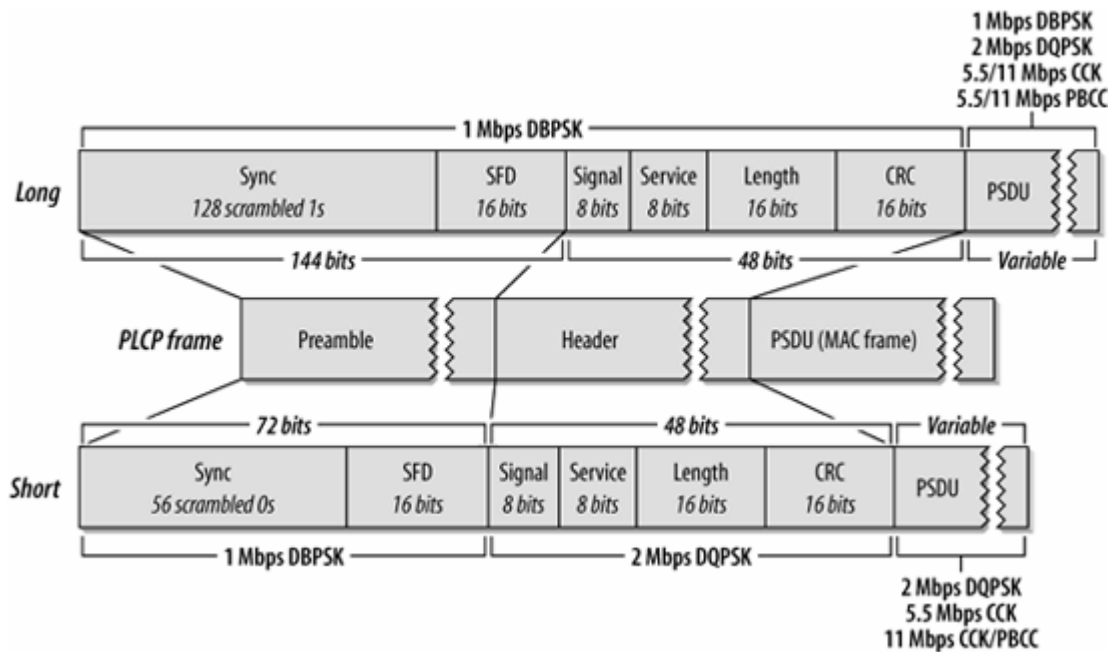 1 Mbps DBPSK
2 Mbps DQPSK
5.5/11 Mbps CCK
5.5/11 Mbps PBCC
1 Mbps DBPSK
Long
Sync
128 scrambled 1s
SFD
16 bits
Signal
8 bits
Service
8 bits
Length
16 bits
CRC
16 bits
PSDU
144 bits
48 bits
Variable
PLCP frame
Preamble
Header
PSDU (MAC frame)
72 bits
48 bits
Variable
Short
Sync
56 scrambled 0s
SFD
16 bits
Signal
8 bits
Service
8 bits
Length
16 bits
CRC
16 bits
PSDU
1 Mbps DBPSK
2 Mbps DQPSK
2 Mbps DQPSK
5.5 Mbps CCK
11 Mbps CCK/PBCC